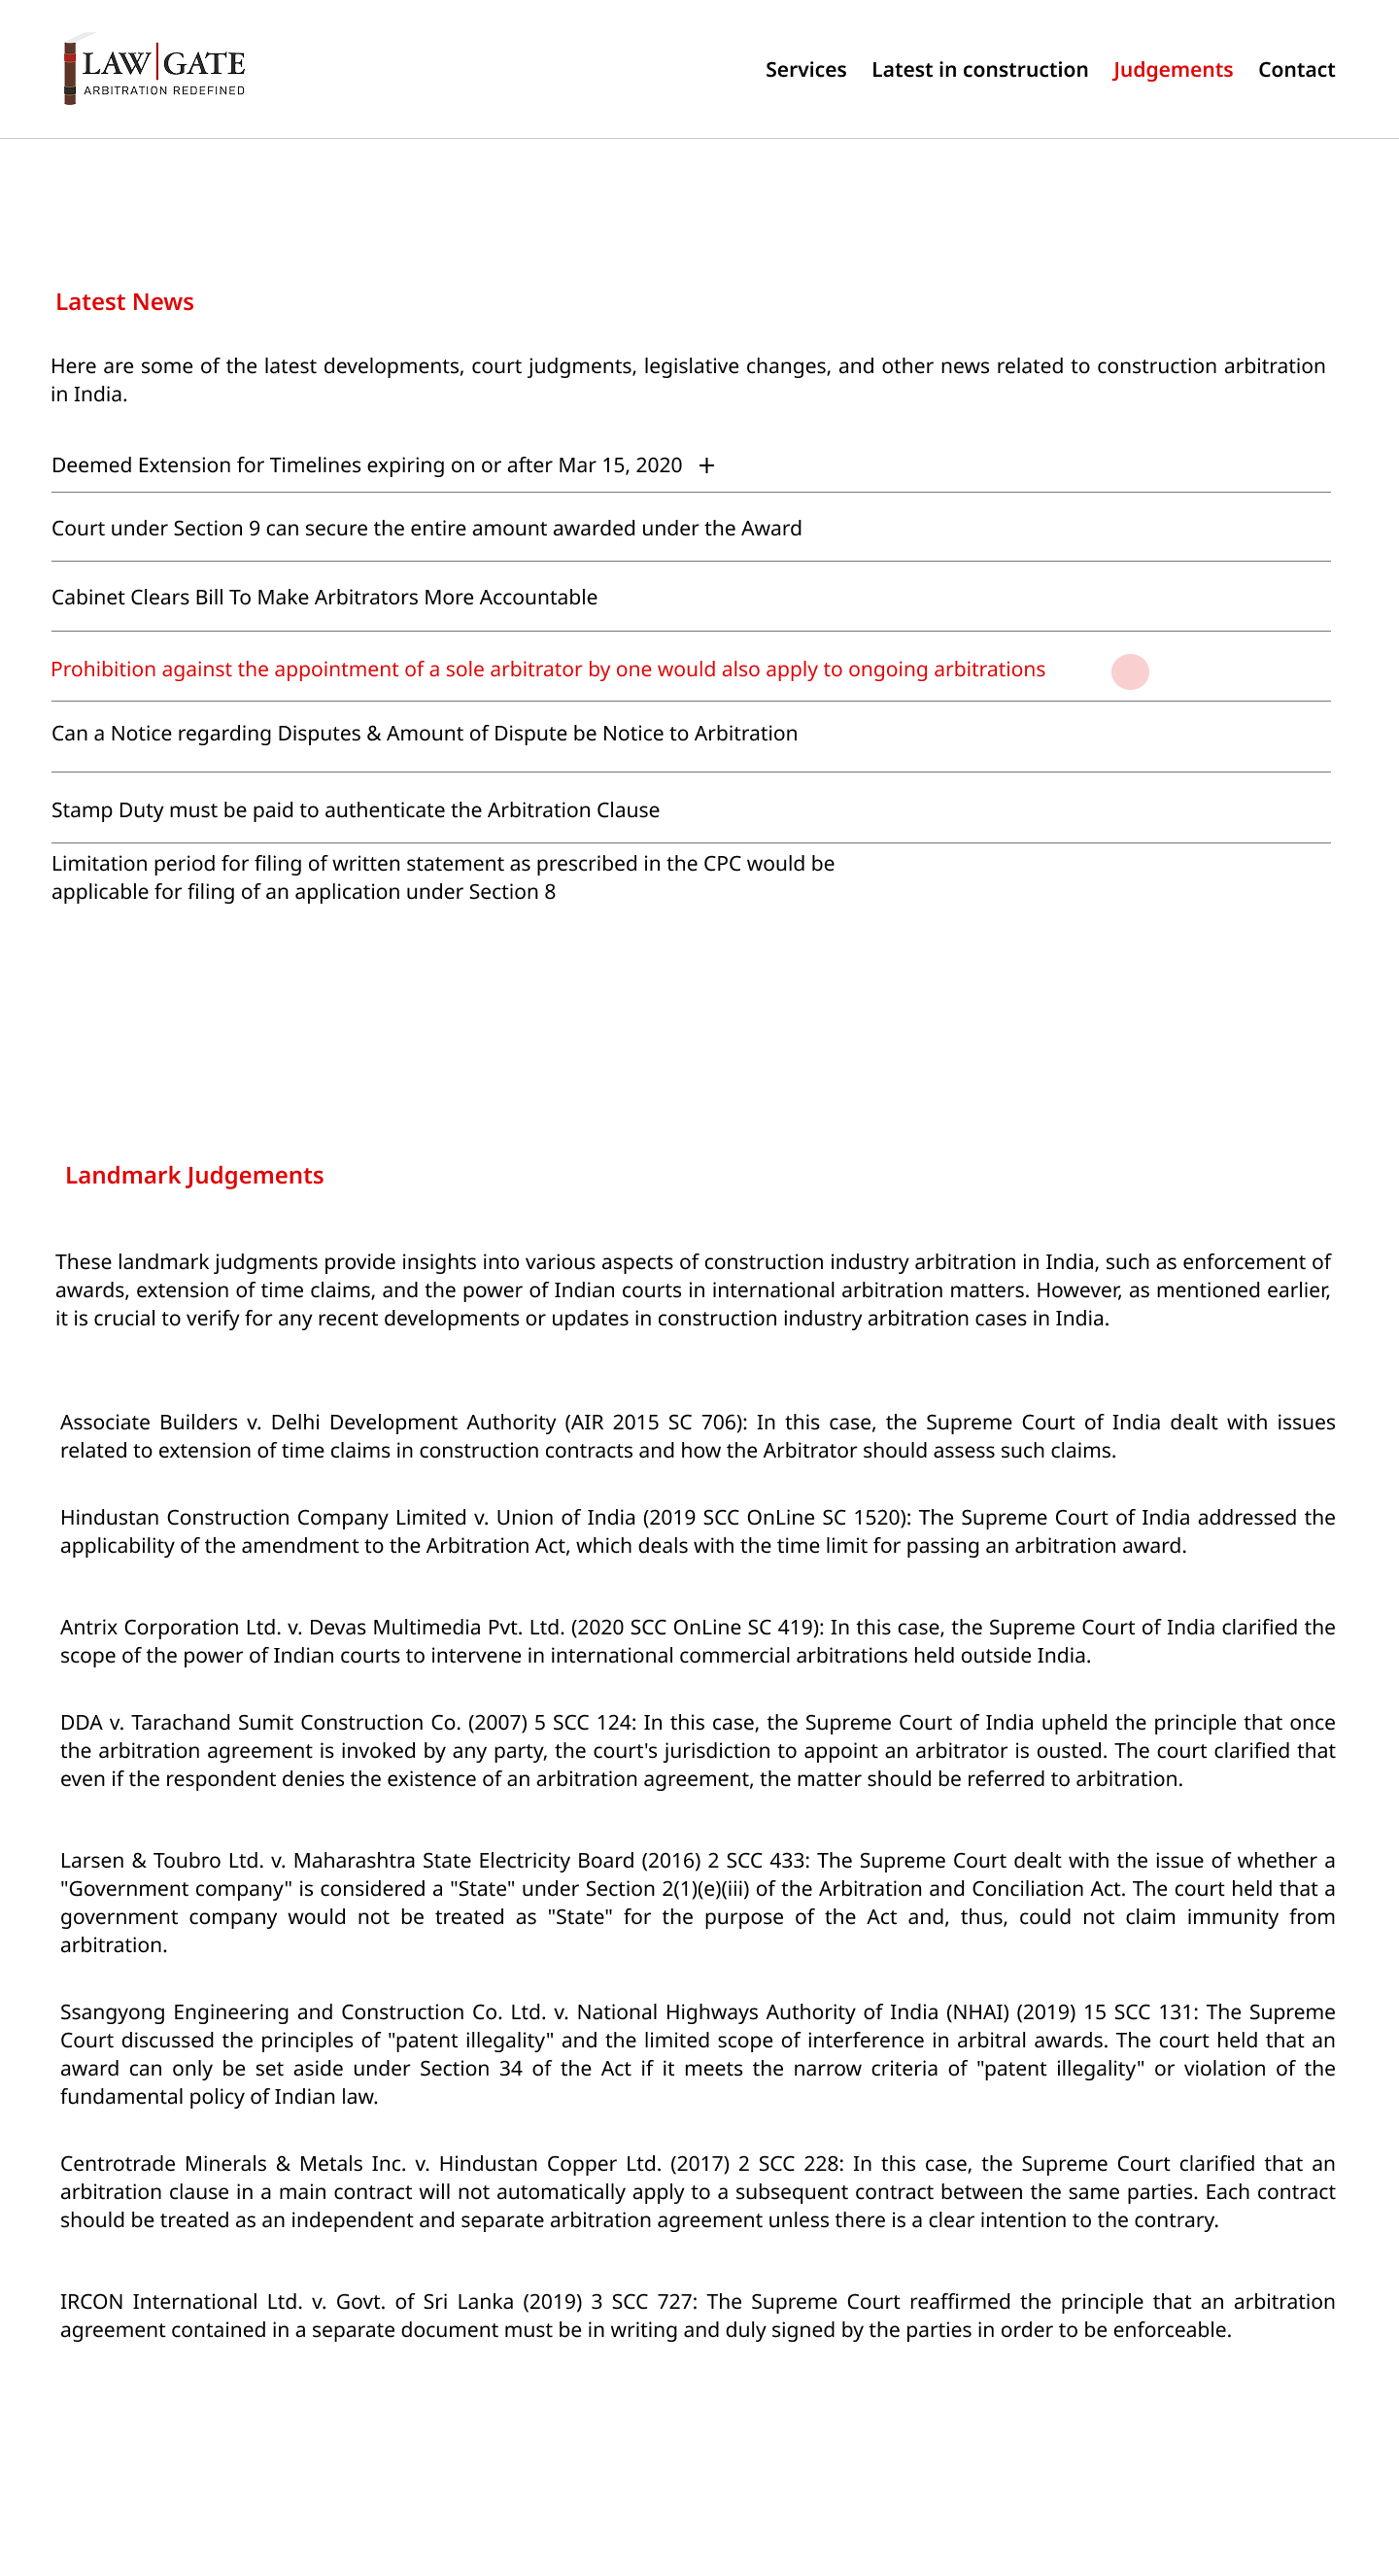 LAW|GATE
ARBITRATION REDEFINED
Services Latest in construction Judgements Contact
Latest News
Here are some of the latest developments, court judgments, legislative changes, and other news related to construction arbitration
in India.
Deemed Extension for Timelines expiring on or after Mar 15, 2020 +
Court under Section 9 can secure the entire amount awarded under the Award
Cabinet Clears Bill To Make Arbitrators More Accountable
Prohibition against the appointment of a sole arbitrator by one would also apply to ongoing arbitrations
Can a Notice regarding Disputes & Amount of Dispute be Notice to Arbitration
Stamp Duty must be paid to authenticate the Arbitration Clause
Limitation period for filing of written statement as prescribed in the CPC would be
applicable for filing of an application under Section 8
Landmark Judgements
These landmark judgments provide insights into various aspects of construction industry arbitration in India, such as enforcement of
awards, extension of time claims, and the power of Indian courts in international arbitration matters. However, as mentioned earlier,
it is crucial to verify for any recent developments or updates in construction industry arbitration cases in India.
Associate Builders v. Delhi Development Authority (AIR 2015 SC 706): In this case, the Supreme Court of India dealt with issues
related to extension of time claims in construction contracts and how the Arbitrator should assess such claims.
Hindustan Construction Company Limited v. Union of India (2019 SCC OnLine SC 1520): The Supreme Court of India addressed the
applicability of the amendment to the Arbitration Act, which deals with the time limit for passing an arbitration award.
Antrix Corporation Ltd. v. Devas Multimedia Pvt. Ltd. (2020 SCC OnLine SC 419): In this case, the Supreme Court of India clarified the
scope of the power of Indian courts to intervene in international commercial arbitrations held outside India.
DDA v. Tarachand Sumit Construction Co. (2007) 5 SCC 124: In this case, the Supreme Court of India upheld the principle that once
the arbitration agreement is invoked by any party, the court's jurisdiction to appoint an arbitrator is ousted. The court clarified that
even if the respondent denies the existence of an arbitration agreement, the matter should be referred to arbitration.
Larsen & Toubro Ltd. v. Maharashtra State Electricity Board (2016) 2 SCC 433: The Supreme Court dealt with the issue of whether a
"Government company" is considered a "State" under Section 2(1)(e)(iii) of the Arbitration and Conciliation Act. The court held that a
government company would not be treated as "State" for the purpose of the Act and, thus, could not claim immunity from
arbitration.
Ssangyong Engineering and Construction Co. Ltd. v. National Highways Authority of India (NHAI) (2019) 15 SCC 131: The Supreme
Court discussed the principles of "patent illegality" and the limited scope of interference in arbitral awards. The court held that an
award can only be set aside under Section 34 of the Act if it meets the narrow criteria of "patent illegality" or violation of the
fundamental policy of Indian law.
Centrotrade Minerals & Metals Inc. v. Hindustan Copper Ltd. (2017) 2 SCC 228: In this case, the Supreme Court clarified that an
arbitration clause in a main contract will not automatically apply to a subsequent contract between the same parties. Each contract
should be treated as an independent and separate arbitration agreement unless there is a clear intention to the contrary.
IRCON International Ltd. v. Govt. of Sri Lanka (2019) 3 SCC 727: The Supreme Court reaffirmed the principle that an arbitration
agreement contained in a separate document must be in writing and duly signed by the parties in order to be enforceable.